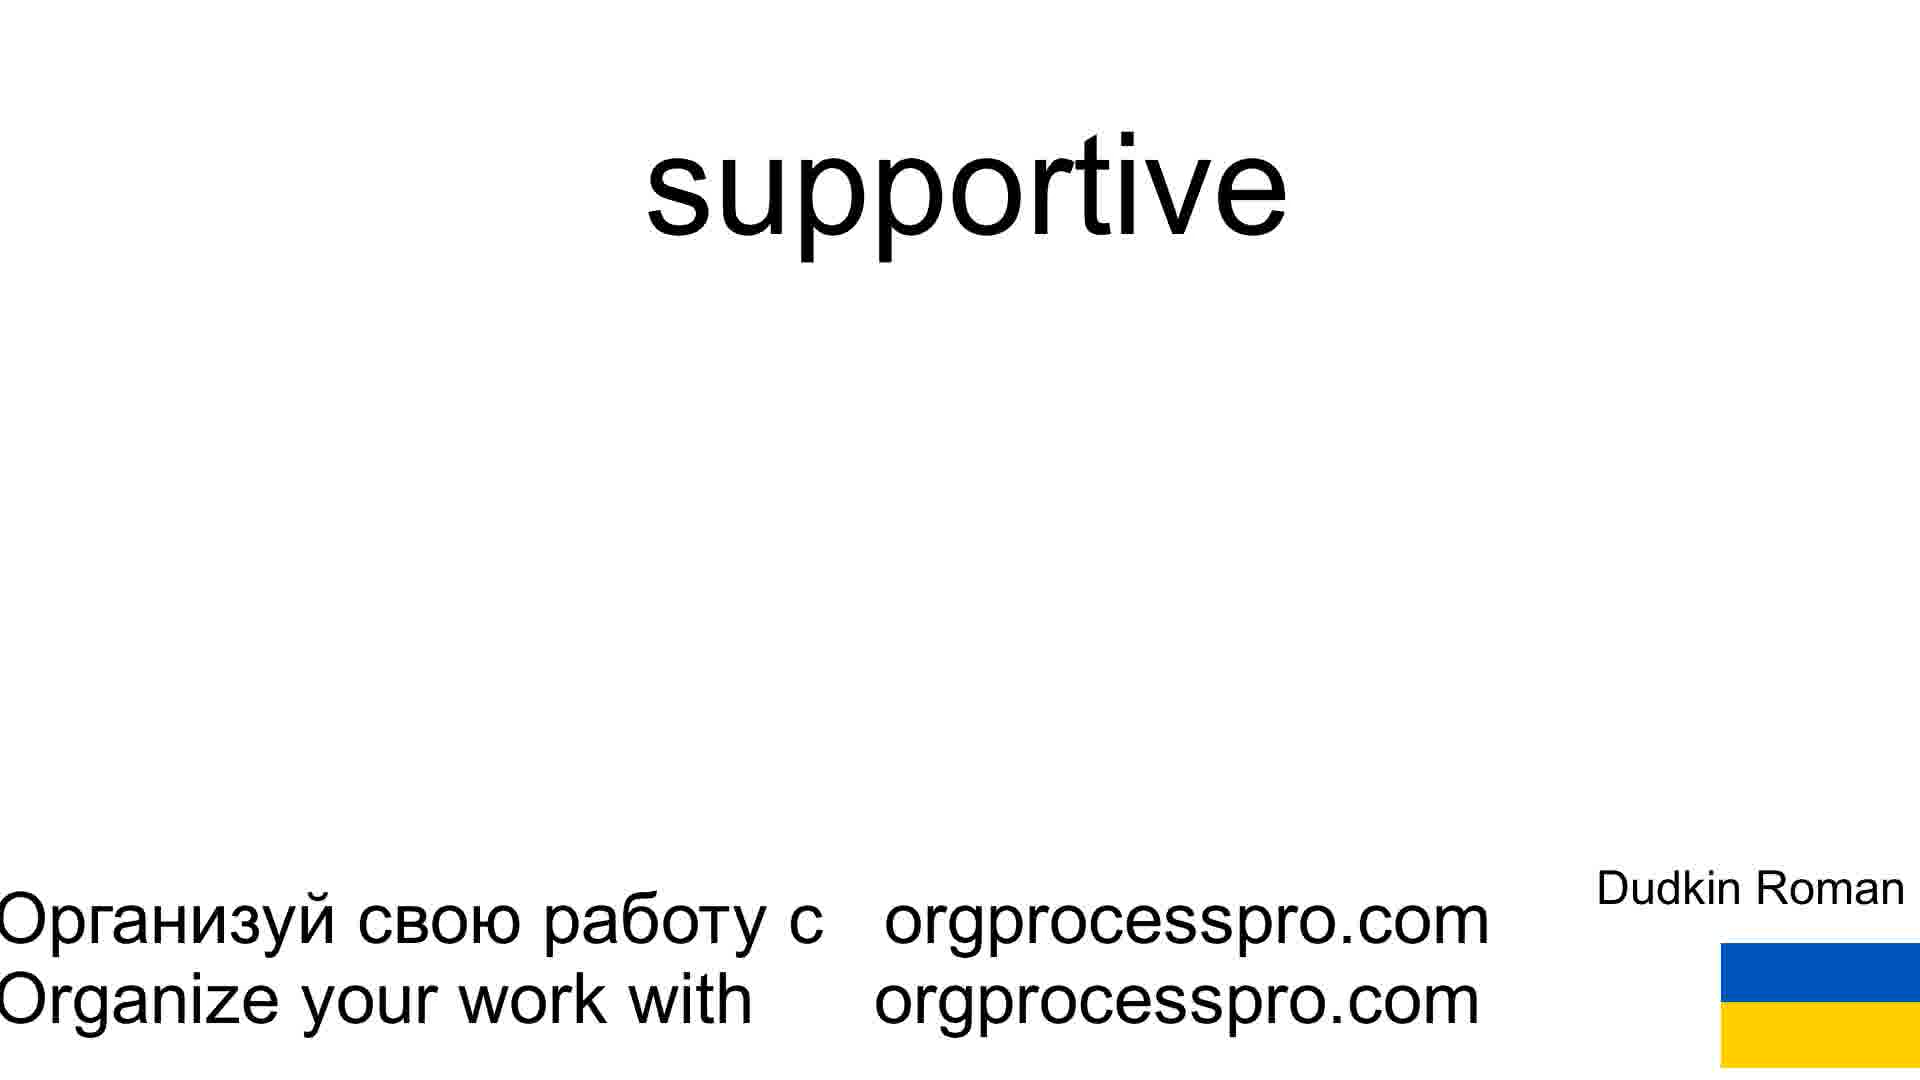 supportive
Dudkin Roman
Организуй свою работу с orgprocesspro.com
Organize your work with orgprocesspro.com